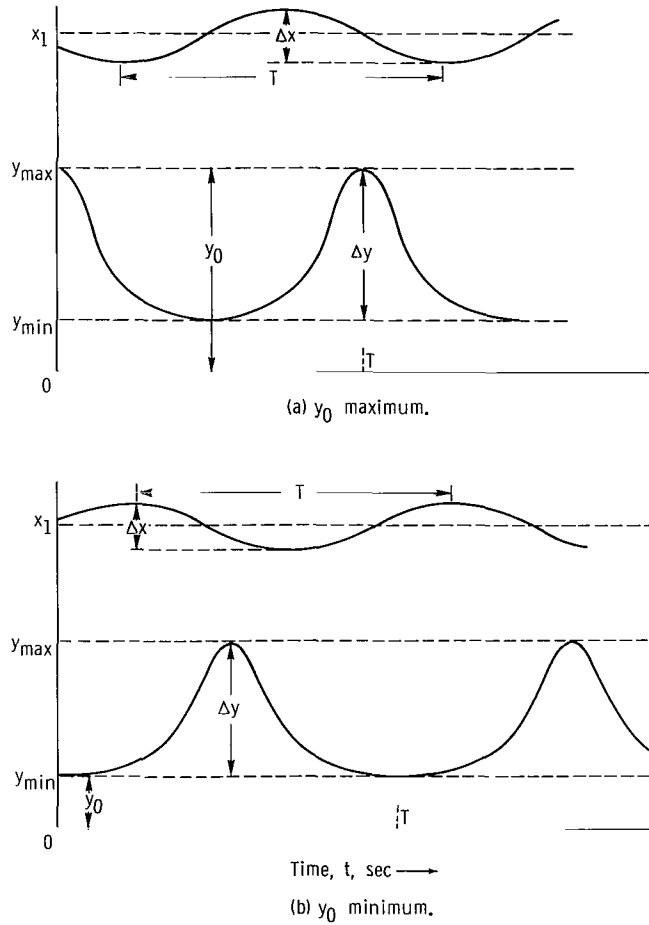 x1
Δx
T
ymax
y0
Δy
ymin
T
0
(a) y0 maximum.
T
x1
Δx
ymax
Δy
ymin
y0
T
0
Time, t, sec
(b) y0 minimum.